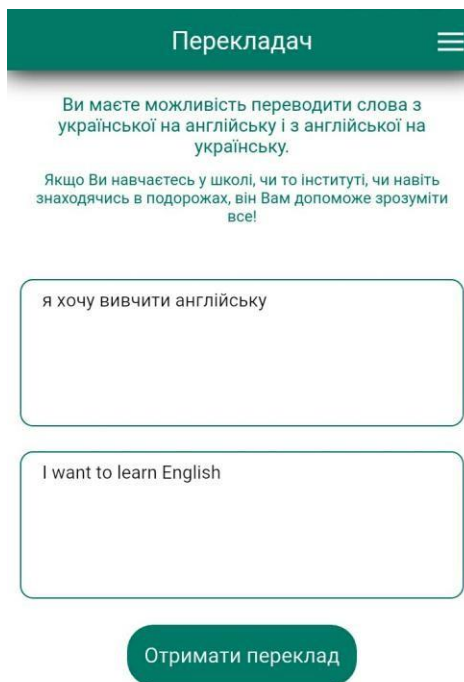 Перекладач
Ви маєте можливість переводити слова з
української на англійську і з англійської на
українську.
Якщо Ви навчаєтесь у школі, чи то інституті, чи навіть
знаходячись в подорожах, він Вам допоможе зрозуміти
все!
я хочу вивчити англійську
I want to learn English
Отримати переклад